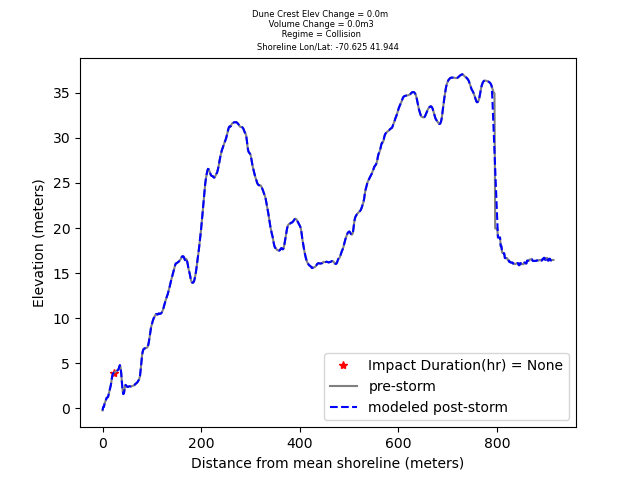 Dune Crest Elev Change = 0.0m
Volume Change = 0.0m3
Regime = Collision
Shoreline Lon/Lat: -70.625 41.944
Elevation (meters)
35
30
25
20
15
10
5
0
0 200 400 600 800
Distance from mean shoreline (meters)
Impact Duration(hr) = None
pre-storm
modeled post-storm